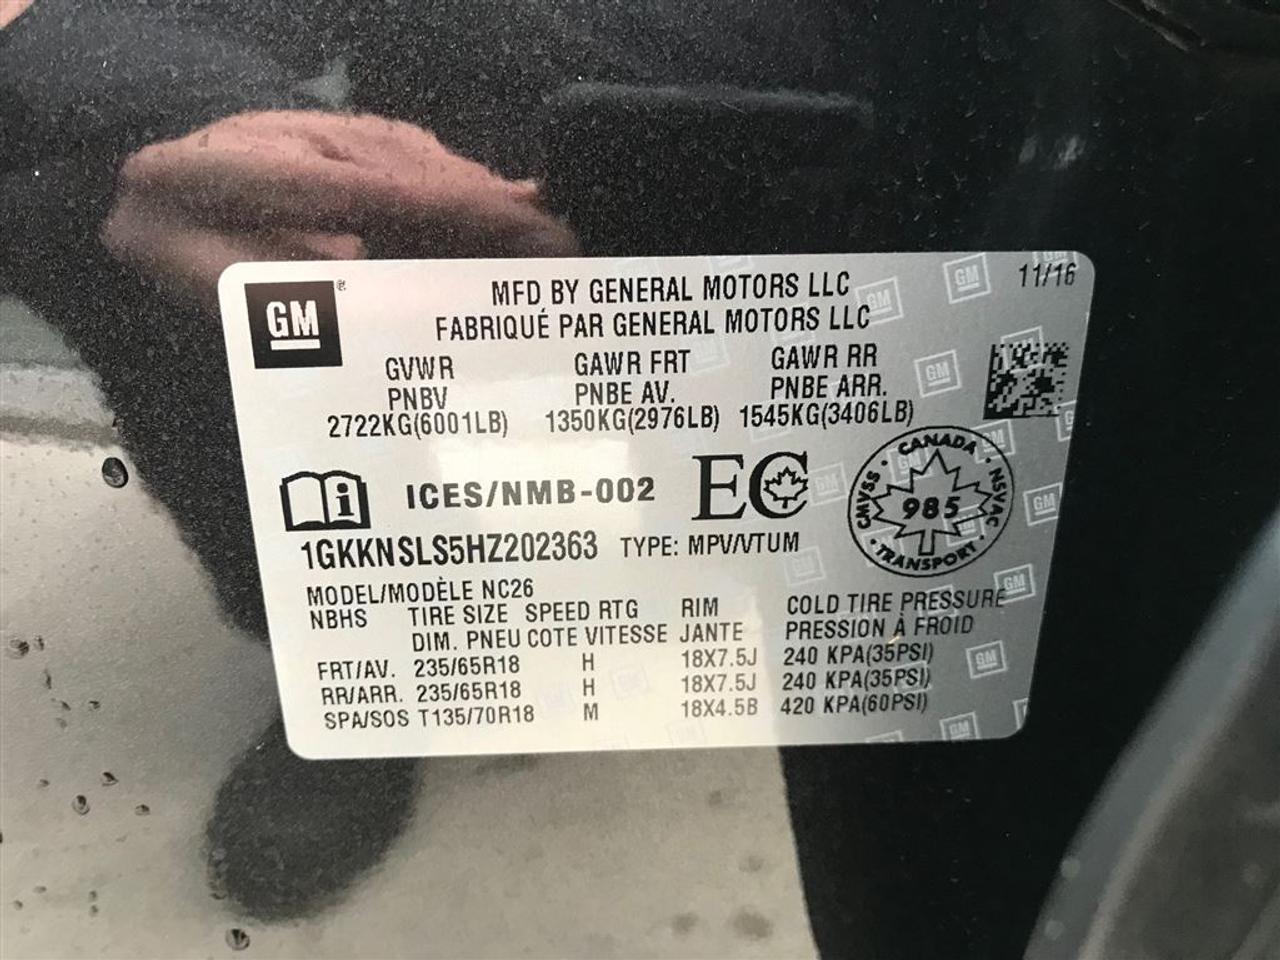 GM®
MFD BY GENERAL MOTORS LLC
11/16
FABRIQUÉ PAR GENERAL MOTORS LLC
GVWR GAWR FRT GAWR RR
PNBV PNBE AV. PNBE ARR.
2722KG(6001LB) 1350KG(2976LB) 1545KG(3406LB)
i ICES/NMB-002 EC
CANADA · NSVAC · TRANSPORT · CMVSS ·
985
1GKKNSLS5HZ202363 TYPE: MPV/VTUM
MODEL/MODÈLE NC26
NBHS TIRE SIZE SPEED RTG RIM COLD TIRE PRESSURE
DIM. PNEU COTE VITESSE JANTE PRESSION À FROID
FRT/AV. 235/65R18 H 18X7.5J 240 KPA(35PSI)
RR/ARR. 235/65R18 H 18X7.5J 240 KPA(35PSI)
SPA/SOS T135/70R18 M 18X4.5B 420 KPA(60PSI)